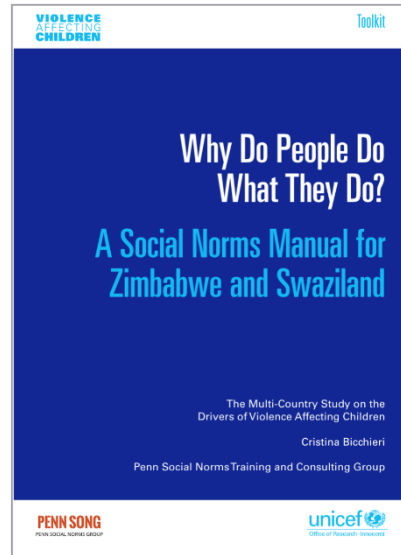 VIOLENCE
AFFECTING
CHILDREN
Toolkit
Why Do People Do
What They Do?
A Social Norms Manual for
Zimbabwe and Swaziland
The Multi-Country Study on the
Drivers of Violence Affecting Children
Cristina Bicchieri
Penn Social Norms Training and Consulting Group
PENN SONG
PENN SOCIAL NORMS GROUP
unicef
Office of Research-Innocenti